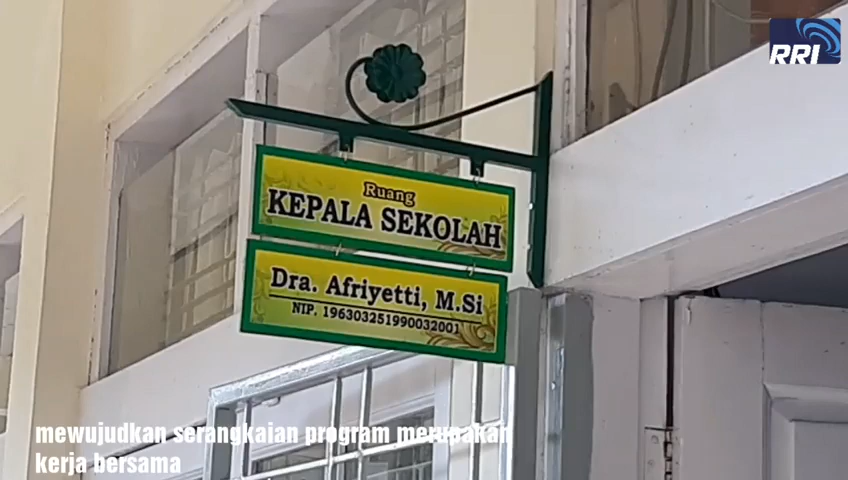 RRI
Ruang
KEPALA SEKOLAH
Dra. Afriyetti, M.Si
NIP. 196303251990032001
mewujudkan serangkaian program merupakan
kerja bersama